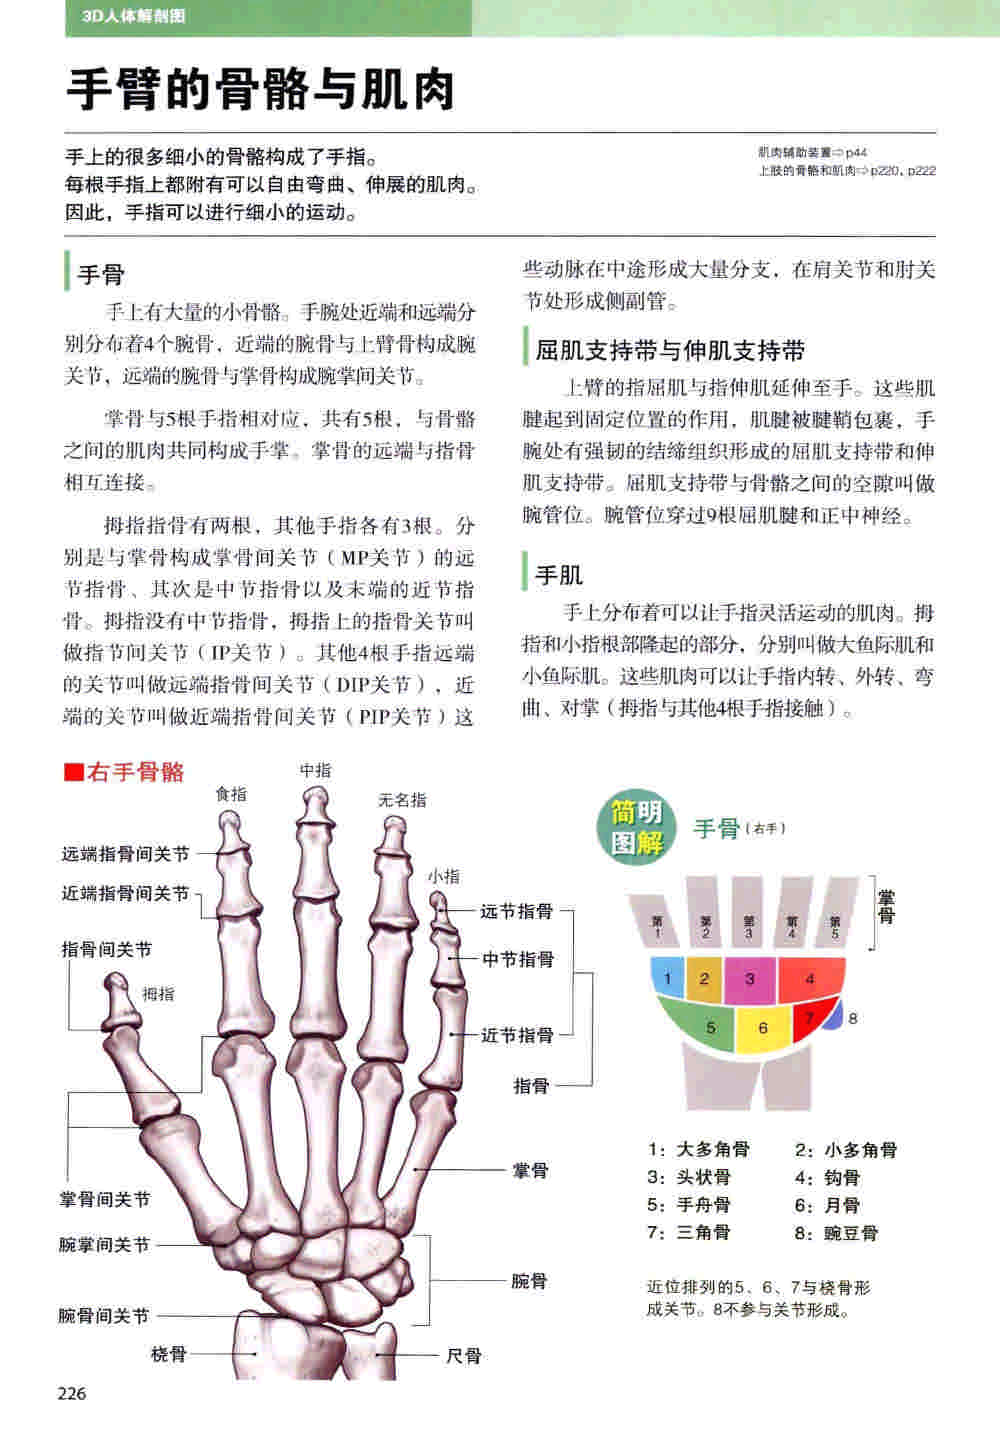 3D人体解剖图
手臂的骨骼与肌肉
手上的很多细小的骨骼构成了手指。
每根手指上都附有可以自由弯曲、伸展的肌肉。
因此，手指可以进行细小的运动。
肌肉辅助装置⇨p44
上肢的骨骼和肌肉⇨p220，p222
手骨
手上有大量的小骨骼。手腕处近端和远端分
别分布着4个腕骨，近端的腕骨与上臂骨构成腕
关节，远端的腕骨与掌骨构成腕掌间关节。
掌骨与5根手指相对应，共有5根，与骨骼
之间的肌肉共同构成手掌。掌骨的远端与指骨
相互连接。
拇指指骨有两根，其他手指各有3根。分
别是与掌骨构成掌骨间关节（MP关节）的远
节指骨、其次是中节指骨以及末端的近节指
骨。拇指没有中节指骨，拇指上的指骨关节叫
做指节间关节（IP关节）。其他4根手指远端
的关节叫做远端指骨间关节（DIP关节），近
端的关节叫做近端指骨间关节（PIP关节）这
些动脉在中途形成大量分支，在肩关节和肘关
节处形成侧副管。
屈肌支持带与伸肌支持带
上臂的指屈肌与指伸肌延伸至手。这些肌
腱起到固定位置的作用，肌腱被腱鞘包裹，手
腕处有强韧的结缔组织形成的屈肌支持带和伸
肌支持带。屈肌支持带与骨骼之间的空隙叫做
腕管位。腕管位穿过9根屈肌腱和正中神经。
手肌
手上分布着可以让手指灵活运动的肌肉。拇
指和小指根部隆起的部分，分别叫做大鱼际肌和
小鱼际肌。这些肌肉可以让手指内转、外转、弯
曲、对掌（拇指与其他4根手指接触）。
■右手骨骼
中指
食指
无名指
小指
拇指
远端指骨间关节
近端指骨间关节
指骨间关节
掌骨间关节
腕掌间关节
腕骨间关节
桡骨
远节指骨
中节指骨
近节指骨
指骨
掌骨
腕骨
尺骨
简明
图解
手骨（右手）
第1
第2
第3
第4
第5
掌骨
1
2
3
4
5
6
7
8
1：大多角骨
2：小多角骨
3：头状骨
4：钩骨
5：手舟骨
6：月骨
7：三角骨
8：豌豆骨
近位排列的5、6、7与桡骨形
成关节。8不参与关节形成。
226